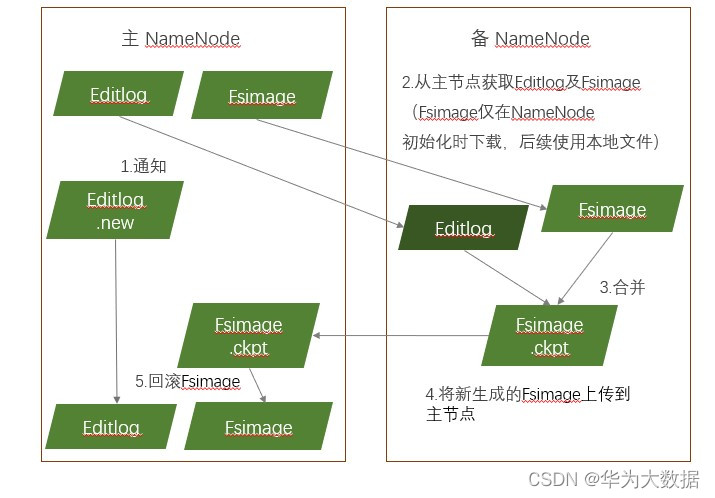 主 NameNode
Editlog
Fsimage
1.通知
Editlog
.new
Fsimage
.ckpt
5.回滚Fsimage
Editlog
Fsimage
备 NameNode
2.从主节点获取Editlog及Fsimage
（Fsimage仅在NameNode
初始化时下载，后续使用本地文件）
Editlog
Fsimage
3.合并
Fsimage
.ckpt
4.将新生成的Fsimage上传到
主节点
CSDN @华为大数据